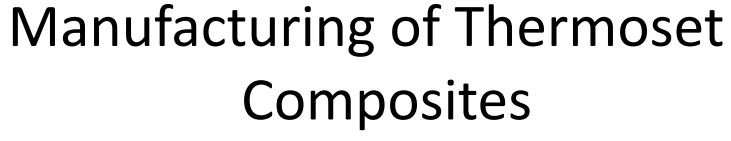 Manufacturing of Thermoset
Composites